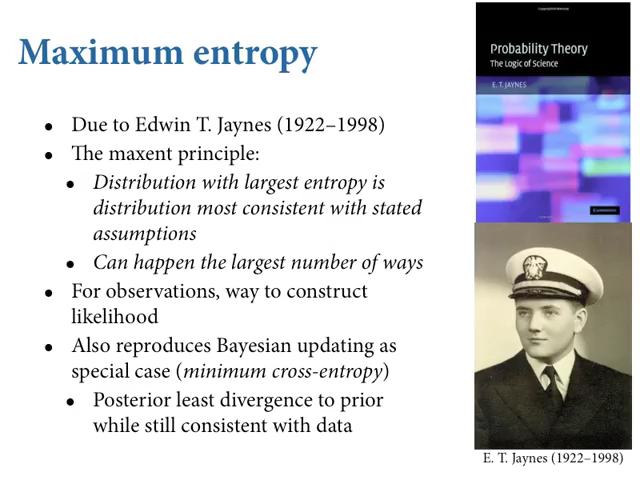 Maximum entropy
• Due to Edwin T. Jaynes (1922–1998)
• The maxent principle:
• Distribution with largest entropy is
distribution most consistent with stated
assumptions
• Can happen the largest number of ways
• For observations, way to construct
likelihood
• Also reproduces Bayesian updating as
special case (minimum cross-entropy)
• Posterior least divergence to prior
while still consistent with data
Probability Theory
The Logic of Science
E. T. JAYNES
E. T. Jaynes (1922–1998)